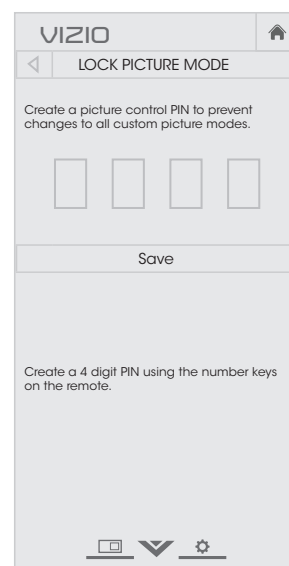 VIZIO
LOCK PICTURE MODE
Create a picture control PIN to prevent
changes to all custom picture modes.
Save
Create a 4 digit PIN using the number keys
on the remote.